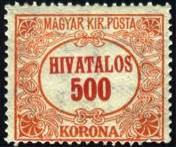 MAGYAR KIR. POSTA
HIVATALOS
500
KORONA